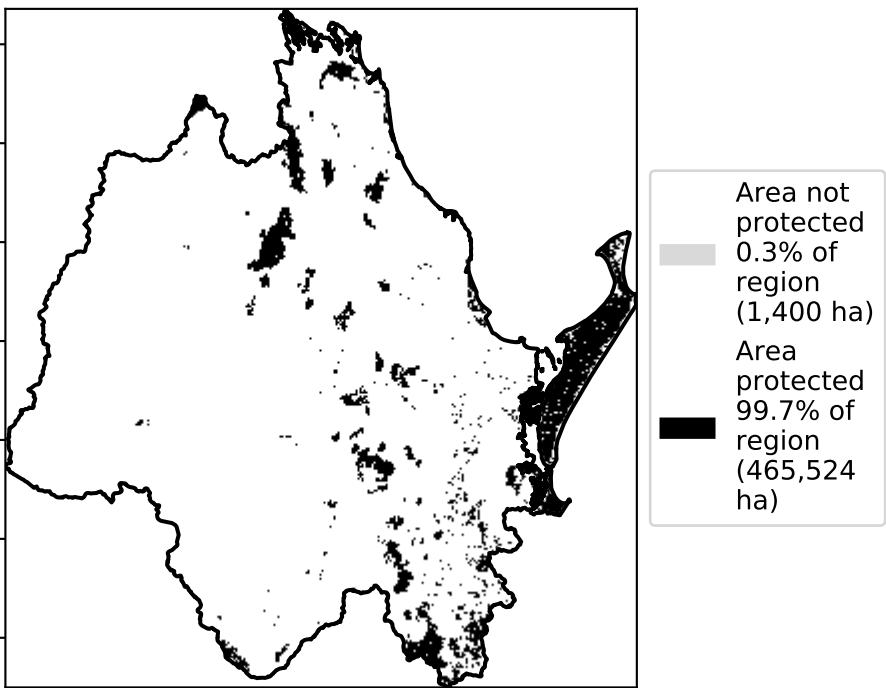 Area not
protected
0.3% of
region
(1,400 ha)
Area
protected
99.7% of
region
(465,524
ha)